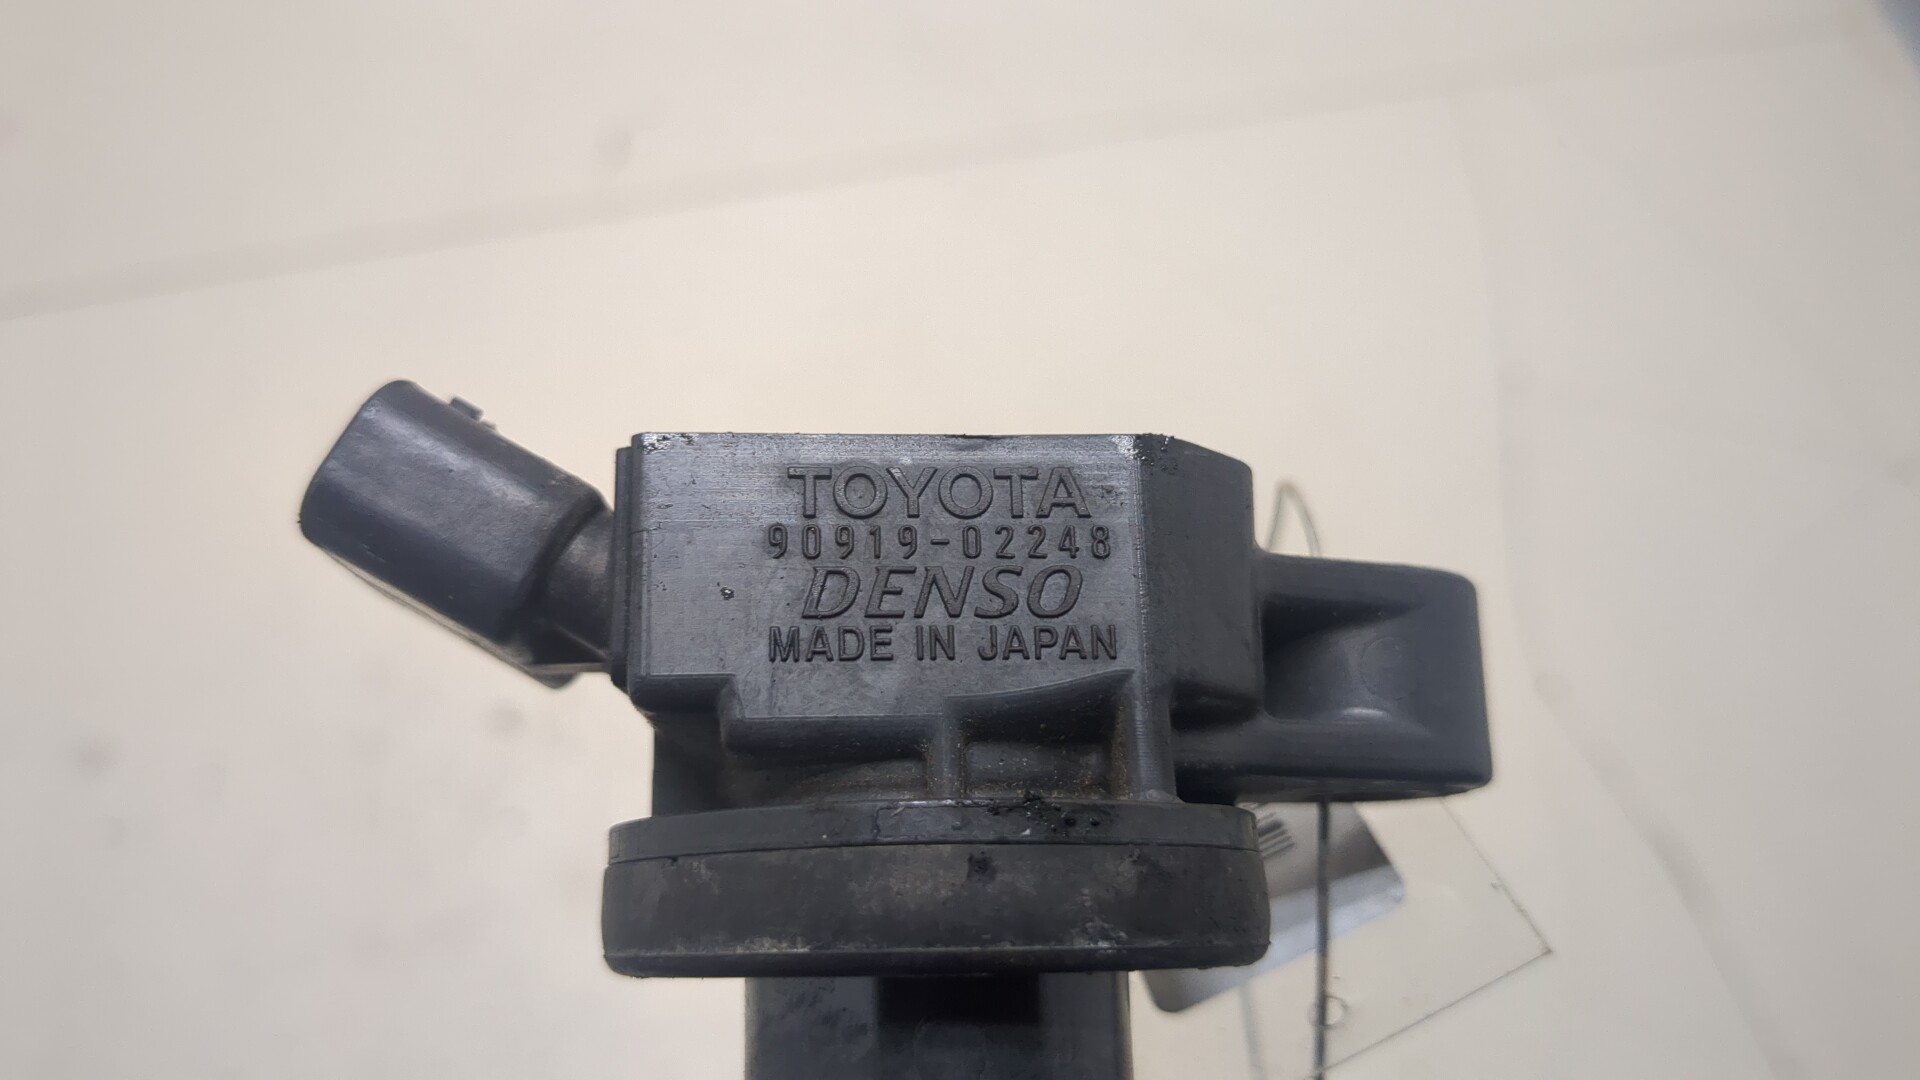 TOYOTA
90919-02248
DENSO
MADE IN JAPAN